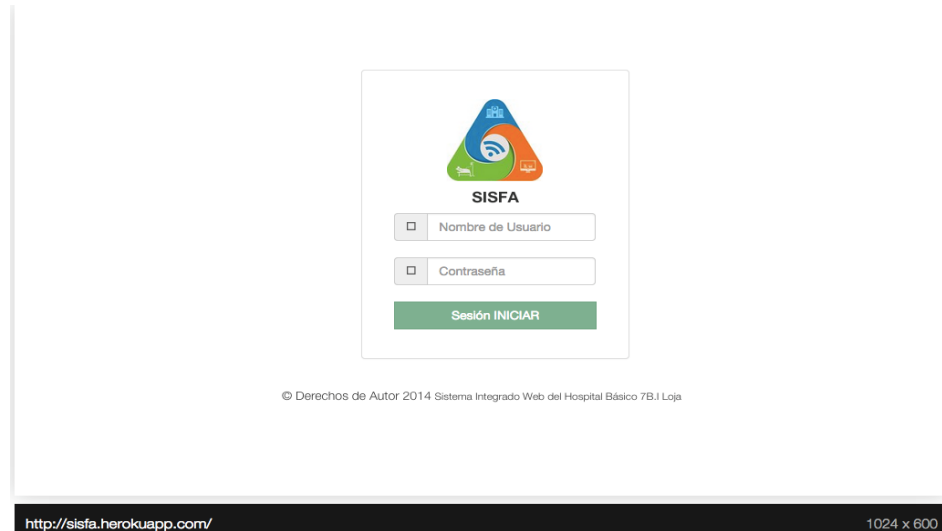 SISFA
Nombre de Usuario
Contraseña
Sesión INICIAR
© Derechos de Autor 2014 Sistema Integrado Web del Hospital Básico 7B.I Loja
http://sisfa.herokuapp.com/ 1024 x 600